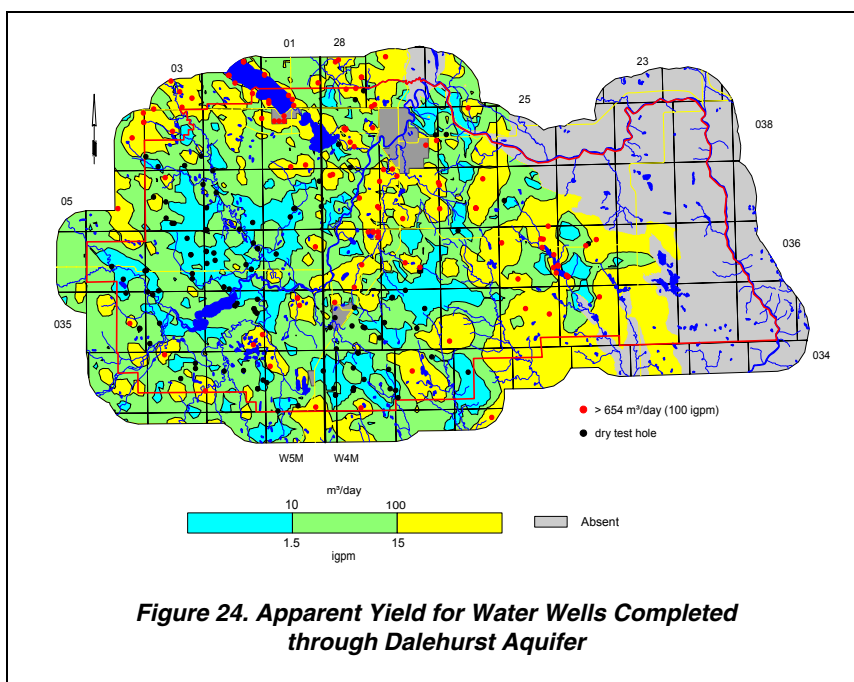 01
28
03
23
25
038
05
036
035
034
> 654 m³/day (100 igpm)
dry test hole
W5M W4M
m³/day
10 100
Absent
1.5 15
igpm
Figure 24. Apparent Yield for Water Wells Completed
through Dalehurst Aquifer